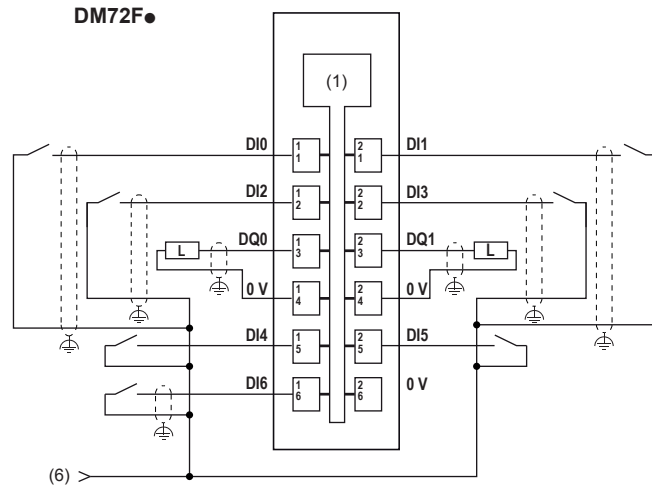 DM72F●
(1)
DI0 1 1 2 1 DI1
DI2 1 2 2 2 DI3
DQ0 1 3 2 3 DQ1
L L
0 V 1 4 2 4 0 V
DI4 1 5 2 5 DI5
DI6 1 6 2 6 0 V
(6)